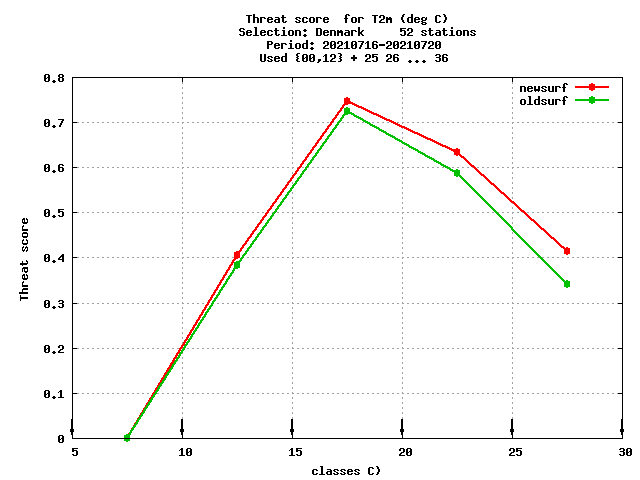 Threat score  for T2m (deg C)
Selection: Denmark     52 stations
Period: 20210716-20210720
Used {00,12} + 25 26 ... 36
newsurf
oldsurf
0.8
0.7
0.6
0.5
0.4
0.3
0.2
0.1
0
Threat score
5 10 15 20 25 30
classes C)